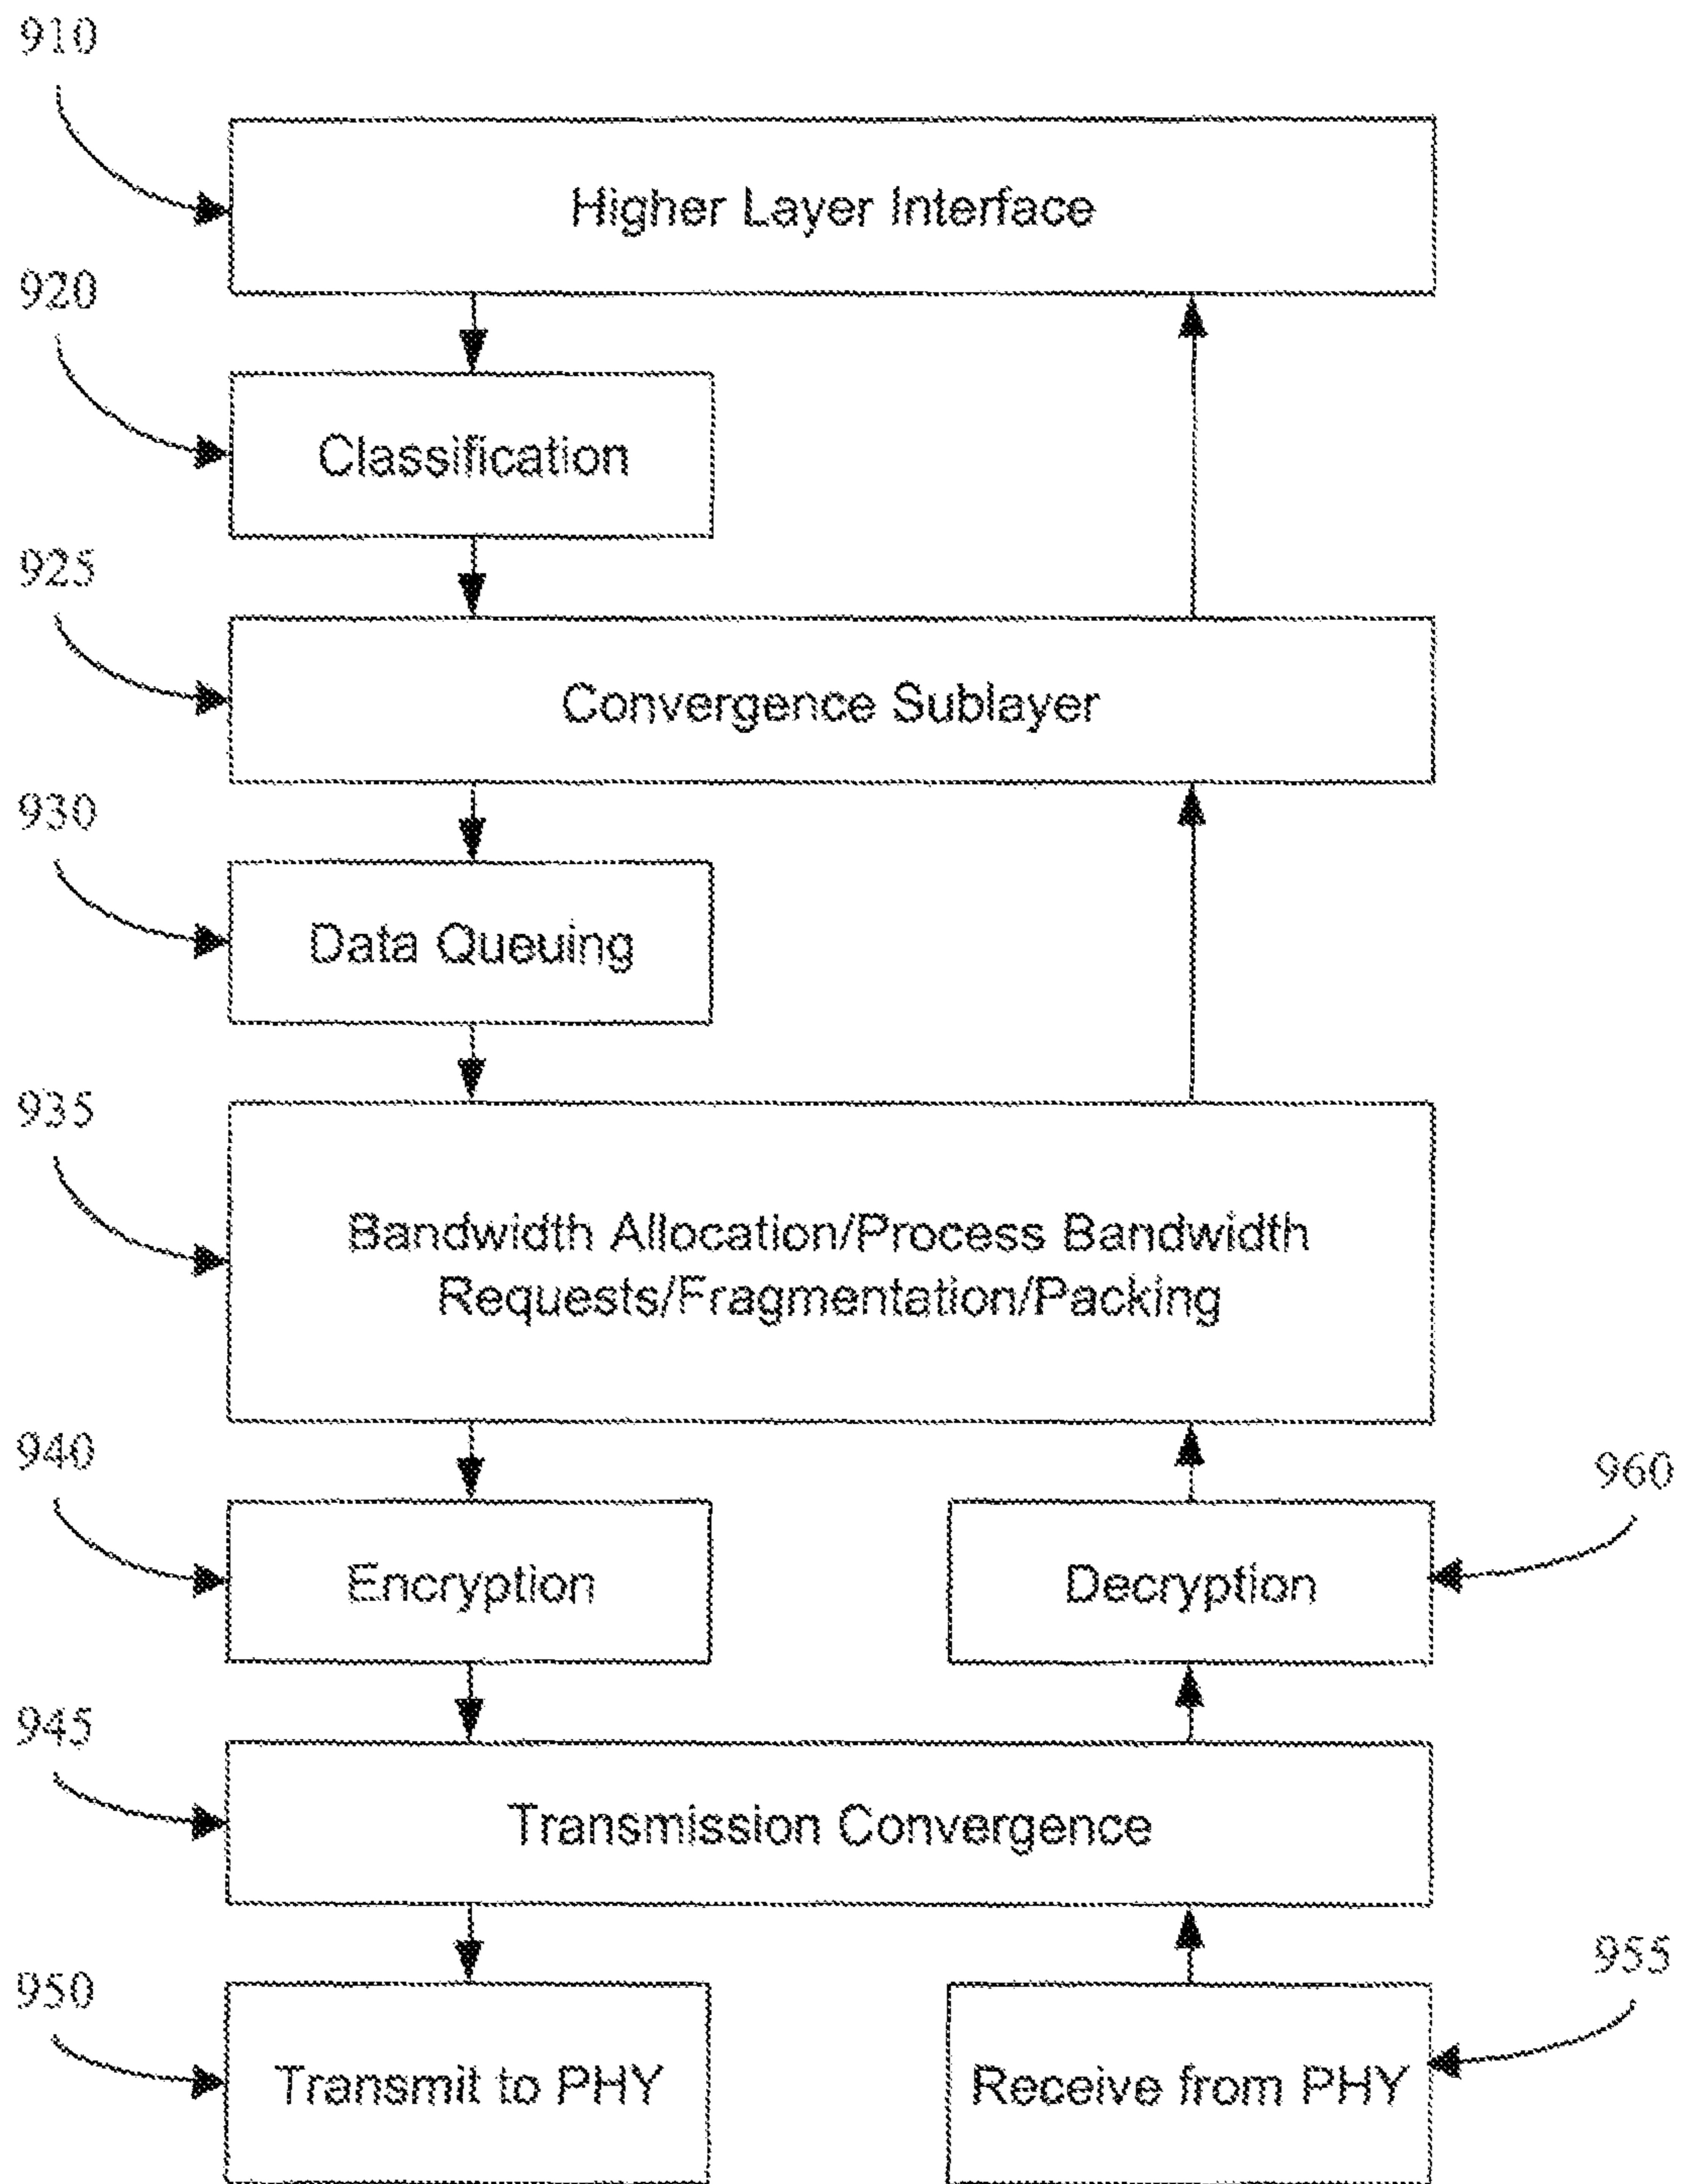 910
Higher Layer Interface
920
Classification
925
Convergence Sublayer
930
Data Queuing
935
Bandwidth Allocation/Process Bandwidth
Requests/Fragmentation/Packing
940
960
Encryption
Decryption
945
Transmission Convergence
955
950
Transmit to PHY
Receive from PHY